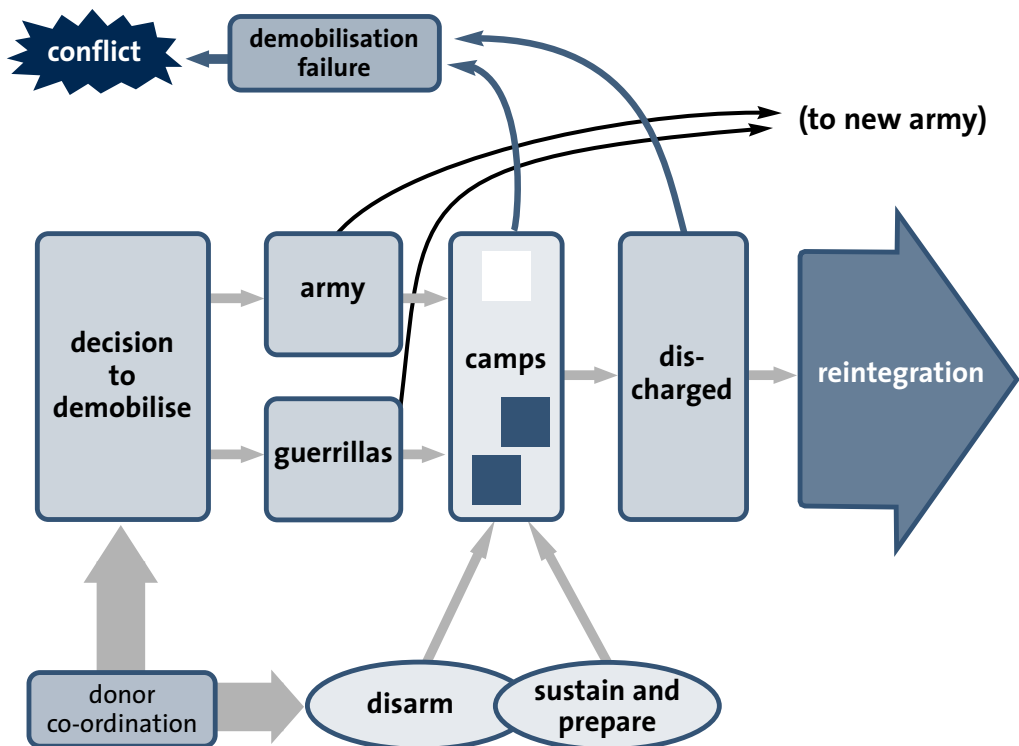 conflict
demobilisation
failure
(to new army)
decision
to
demobilise
army
guerrillas
camps
dis-
charged
reintegration
donor
co-ordination
disarm
sustain and
prepare